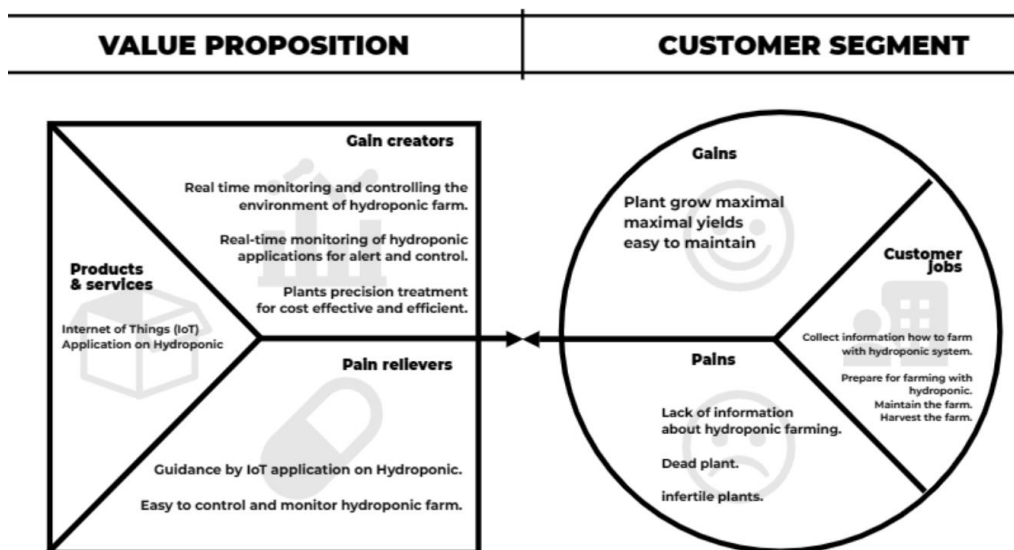 VALUE PROPOSITION
CUSTOMER SEGMENT
Gain creators
Real time monitoring and controlling the
environment of hydroponic farm.
Real-time monitoring of hydroponic
applications for alert and control.
Plants precision treatment
for cost effective and efficient.
Products
& services
Internet of Things (IoT)
Application on Hydroponic
Pain relievers
Guidance by IoT application on Hydroponic.
Easy to control and monitor hydroponic farm.
Gains
Plant grow maximal
maximal yields
easy to maintain
Customer
jobs
Collect information how to farm
with hydroponic system.
Prepare for farming with
hydroponic.
Maintain the farm.
Harvest the farm.
Pains
Lack of information
about hydroponic farming.
Dead plant.
infertile plants.